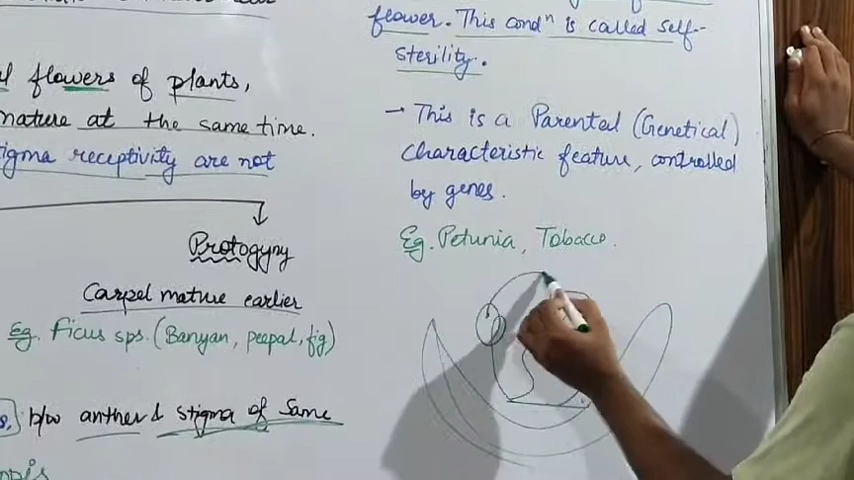 flowers of plants,
mature at the same time.
stigma receptivity are not
Protogyny
Carpel mature earlier
Eg. Ficus sps. (Banyan, peepal, fig)
b/w anther & stigma of same
flower. This condn is called self-
sterility.
→ This is a Parented (Genetical)
Characteristic feature, controlled
by genes.
Eg. Petunia, Tobacco.